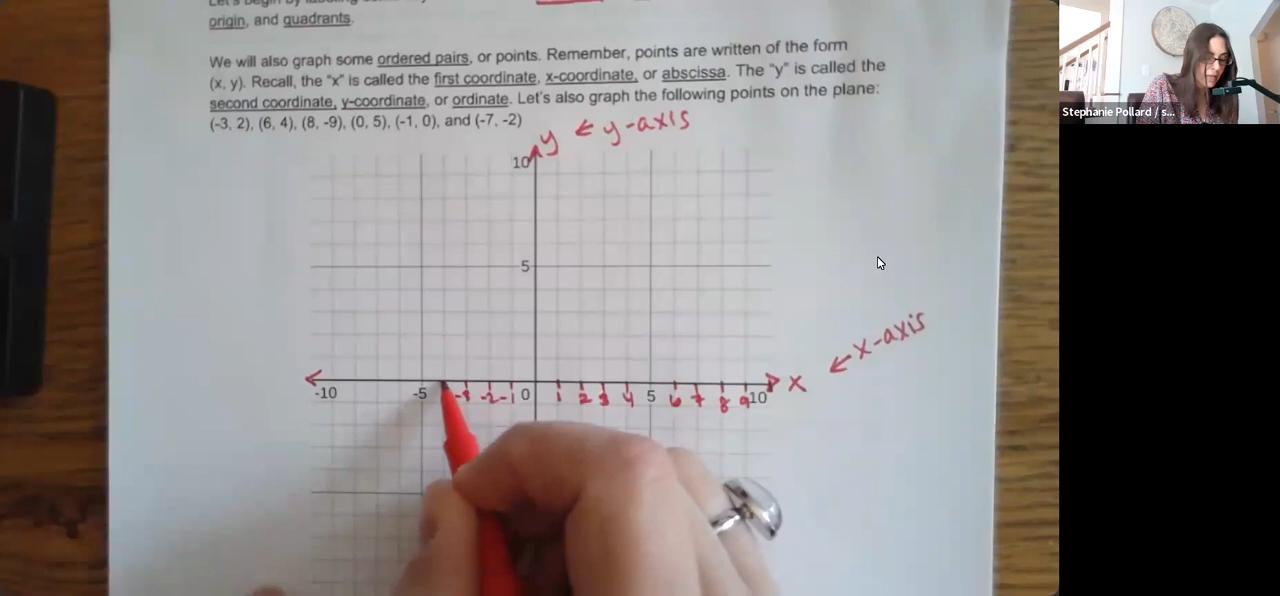 origin, and quadrants.
We will also graph some ordered pairs, or points. Remember, points are written of the form
(x, y). Recall, the "x" is called the first coordinate, x-coordinate, or abscissa. The "y" is called the
second coordinate, y-coordinate, or ordinate. Let's also graph the following points on the plane:
(-3, 2), (6, 4), (8, -9), (0, 5), (-1, 0), and (-7, -2)
y ← y-axis
10
5
← x-axis
-10 -5 -3 -2 -1 0 1 2 3 4 5 6 7 8 9 10 x
Stephanie Pollard / s...